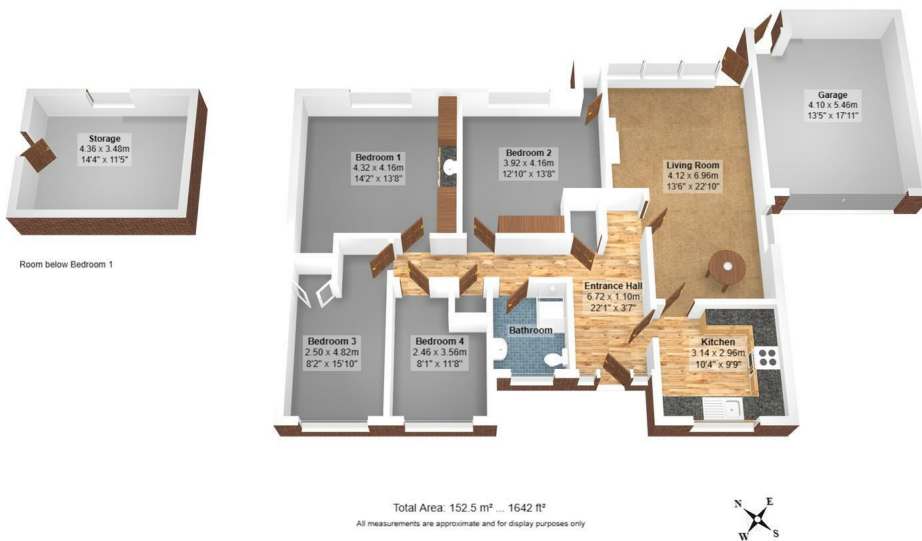 Storage
4.36 x 3.48m
14'4" x 11'5"
Room below Bedroom 1
Bedroom 1
4.32 x 4.16m
14'2" x 13'8"
Bedroom 2
3.92 x 4.16m
12'10" x 13'8"
Living Room
4.12 x 6.96m
13'6" x 22'10"
Garage
4.10 x 5.46m
13'5" x 17'11"
Bedroom 3
2.50 x 4.82m
8'2" x 15'10"
Bedroom 4
2.46 x 3.56m
8'1" x 11'8"
Bathroom
Entrance Hall
6.72 x 1.10m
22'1" x 3'7"
Kitchen
3.14 x 2.96m
10'4" x 9'9"
Total Area: 152.5 m² ... 1642 ft²
All measurements are approximate and for display purposes only
N E
W S